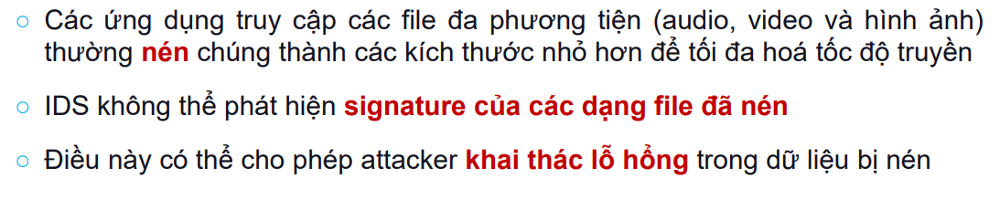 ○ Các ứng dụng truy cập các file đa phương tiện (audio, video và hình ảnh)
thường nén chúng thành các kích thước nhỏ hơn để tối đa hoá tốc độ truyền
○ IDS không thể phát hiện signature của các dạng file đã nén
○ Điều này có thể cho phép attacker khai thác lỗ hổng trong dữ liệu bị nén